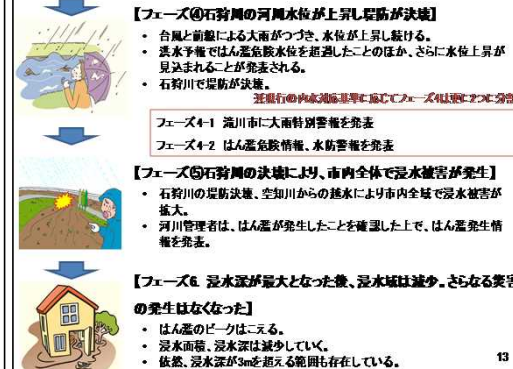 【フェーズ④石狩川の河川水位が上昇し堤防が決壊】
・ 台風と前線による大雨がつづき、水位が上昇し続ける。
・ 洪水予報ではん濫危険水位を超過したことのほか、さらに水位上昇が
見込まれることが発表される。
・ 石狩川で堤防が決壊。
フェーズ4-1 滝川市に大雨特別警報を発表
フェーズ4-2 はん濫危険情報、水防警報を発表
【フェーズ⑤石狩川の決壊により、市内全体で浸水被害が発生】
・ 石狩川の堤防決壊、空知川からの越水により市内全域で浸水被害が
拡大。
・ 河川管理者は、はん濫が発生したことを確認した上で、はん濫発生情
報を発表。
【フェーズ6. 浸水深が最大となった後、浸水域は減少。さらなる災害
の発生はなくなった】
・ はん濫のピークはこえる。
・ 浸水面積、浸水深は減少していく。
・ 依然、浸水深が3mを超える範囲も存在している。
13